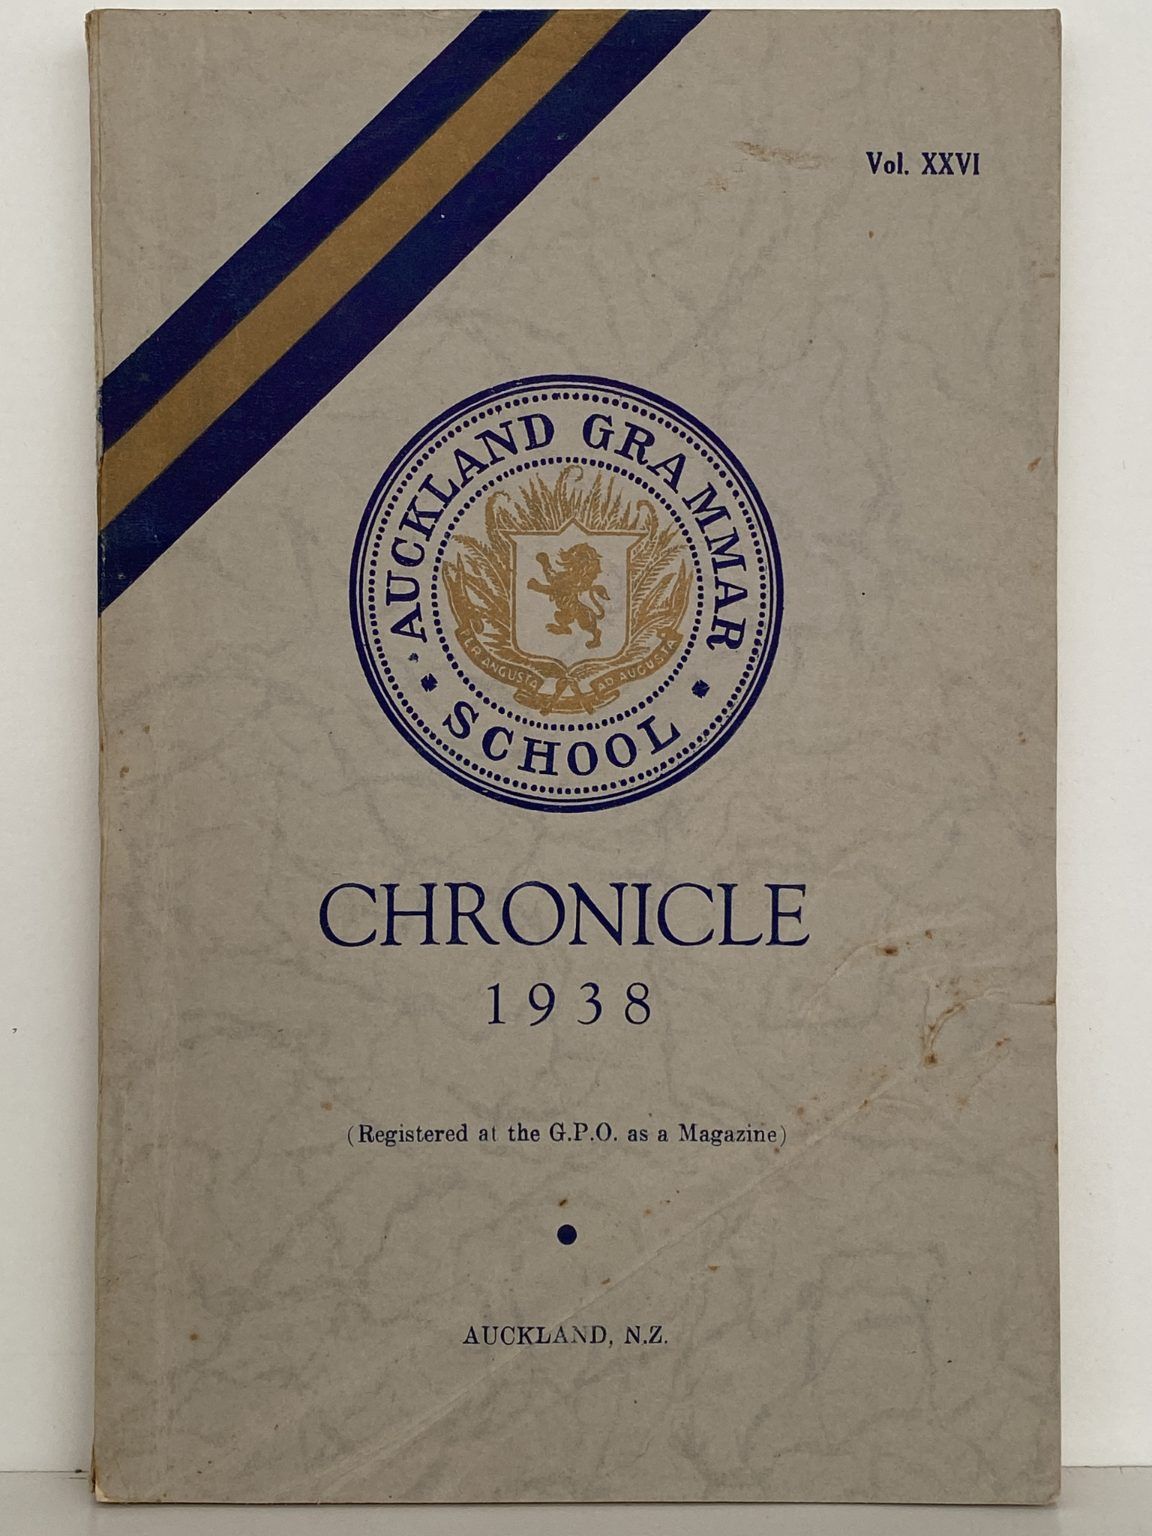 Vol. XXVI
AUCKLAND GRAMMAR
SCHOOL
PER ANGUSTA AD AUGUSTA
CHRONICLE
1938
(Registered at the G.P.O. as a Magazine)
AUCKLAND, N.Z.